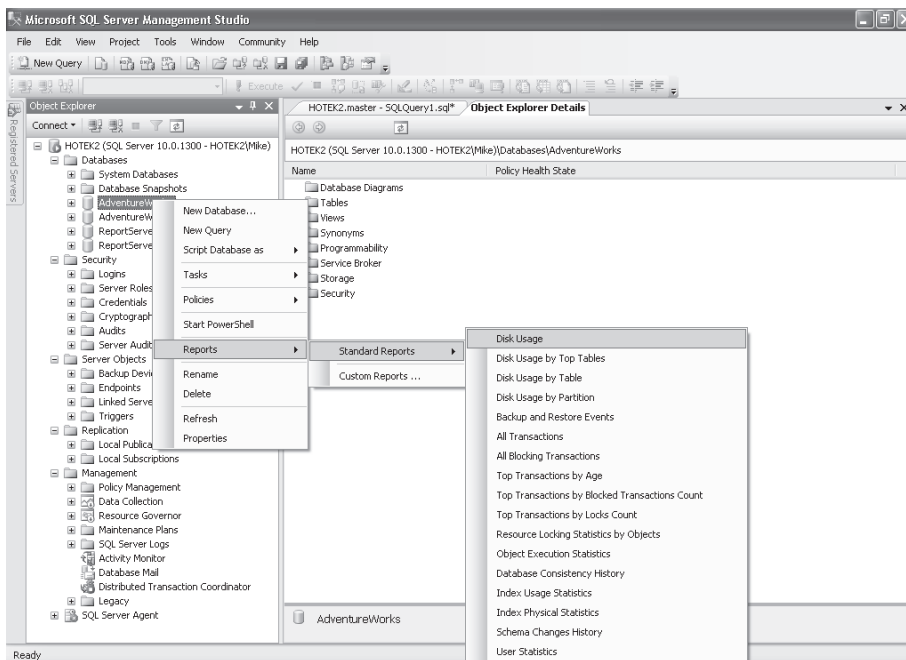 Microsoft SQL Server Management Studio
File Edit View Project Tools Window Community Help
New Query
Execute
Object Explorer
HOTEK2.master - SQLQuery1.sql* Object Explorer Details
Registered Servers
Connect
HOTEK2 (SQL Server 10.0.1300 - HOTEK2\Mike)
Databases
System Databases
Database Snapshots
AdventureW
AdventureW
ReportServe
ReportServe
Security
Logins
Server Roles
Credentials
Cryptograph
Audits
Server Audit
Server Objects
Backup Devi
Endpoints
Linked Serve
Triggers
Replication
Local Publica
Local Subscriptions
Management
Policy Management
Data Collection
Resource Governor
Maintenance Plans
SQL Server Logs
Activity Monitor
Database Mail
Distributed Transaction Coordinator
Legacy
SQL Server Agent
HOTEK2 (SQL Server 10.0.1300 - HOTEK2\Mike)\Databases\AdventureWorks
Name Policy Health State
Database Diagrams
Tables
Views
Synonyms
Programmability
Service Broker
Storage
Security
New Database...
New Query
Script Database as
Tasks
Policies
Start PowerShell
Reports
Rename
Delete
Refresh
Properties
Standard Reports
Custom Reports ...
Disk Usage
Disk Usage by Top Tables
Disk Usage by Table
Disk Usage by Partition
Backup and Restore Events
All Transactions
All Blocking Transactions
Top Transactions by Age
Top Transactions by Blocked Transactions Count
Top Transactions by Locks Count
Resource Locking Statistics by Objects
Object Execution Statistics
Database Consistency History
Index Usage Statistics
Index Physical Statistics
Schema Changes History
User Statistics
AdventureWorks
Ready